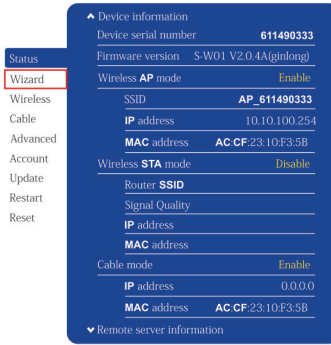 Device information
Device serial number 611490333
Firmware version S-W01 V2.0.4A(ginlong)
Status
Wizard
Wireless
Cable
Advanced
Account
Update
Restart
Reset
Wireless AP mode Enable
SSID AP_611490333
IP address 10.10.100.254
MAC address AC:CF:23:10:F3:5B
Wireless STA mode Disable
Router SSID
Signal Quality
IP address
MAC address
Cable mode Enable
IP address 0.0.0.0
MAC address AC:CF:23:10:F3:5B
Remote server information